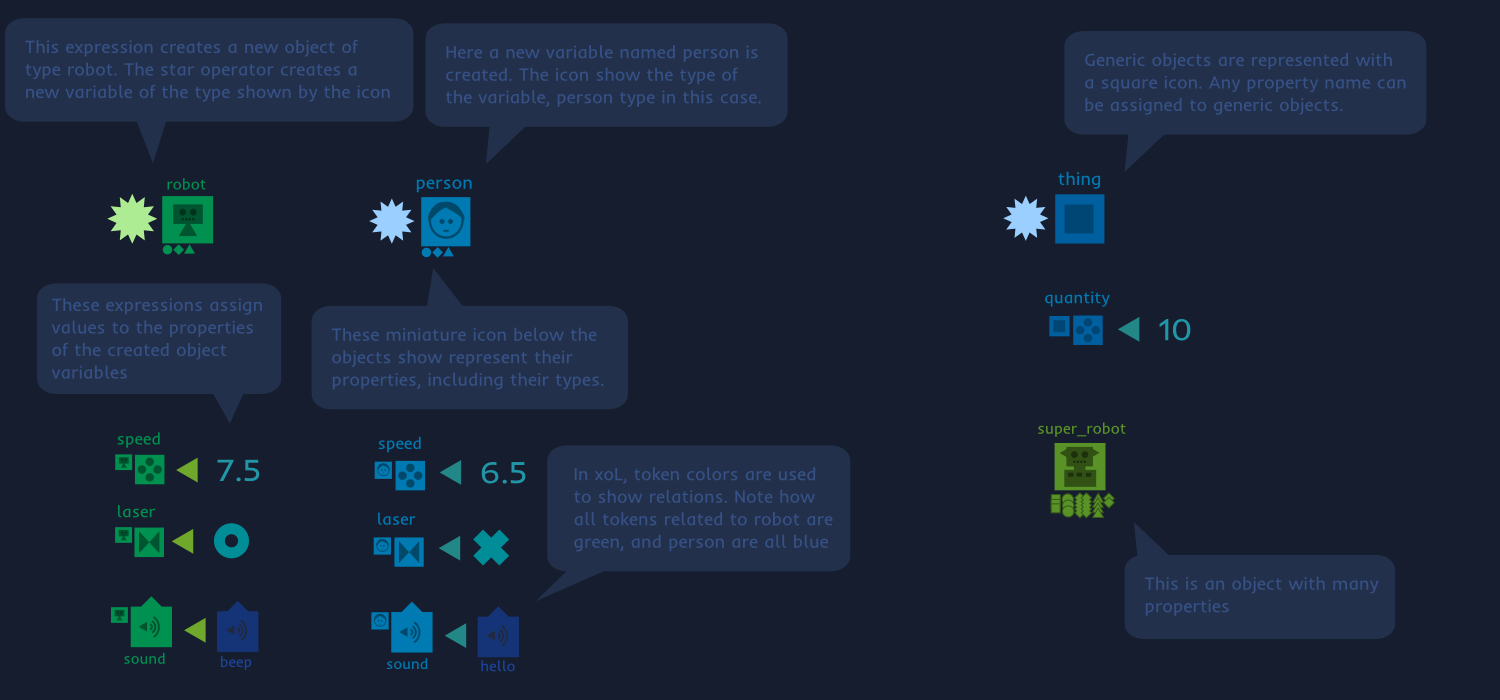 This expression creates a new object of
type robot. The star operator creates a
new variable of the type shown by the icon
Here a new variable named person is
created. The icon show the type of
the variable, person type in this case.
Generic objects are represented with
a square icon. Any property name can
be assigned to generic objects.
robot
person
thing
These expressions assign
values to the properties
of the created object
variables
These miniature icon below the
objects show represent their
properties, including their types.
quantity
10
speed
7.5
laser
sound
beep
speed
6.5
laser
sound
hello
In xoL, token colors are used
to show relations. Note how
all tokens related to robot are
green, and person are all blue
super_robot
This is an object with many
properties